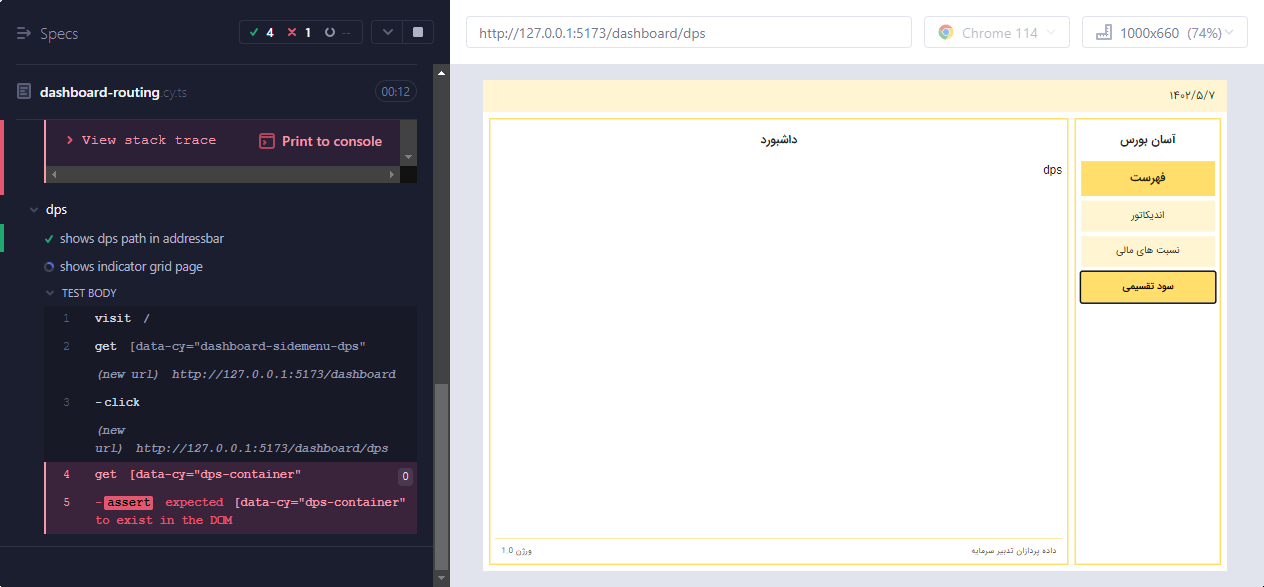 Specs
4
1
--
dashboard-routing.cy.ts
00:12
View stack trace
Print to console
dps
shows dps path in addressbar
shows indicator grid page
TEST BODY
1 visit /
2 get [data-cy="dashboard-sidemenu-dps"
(new url) http://127.0.0.1:5173/dashboard
3 -click
(new
url) http://127.0.0.1:5173/dashboard/dps
4 get [data-cy="dps-container" 0
5 -assert expected [data-cy="dps-container"
to exist in the DOM
http://127.0.0.1:5173/dashboard/dps
Chrome 114
1000x660 (74%)
۱۴۰۲/۵/۷
آسان بورس
فهرست
اندیکاتور
نسبت های مالی
سود تقسیمی
داشبورد
dps
داده پردازان تدبیر سرمایه
ورژن 1.0